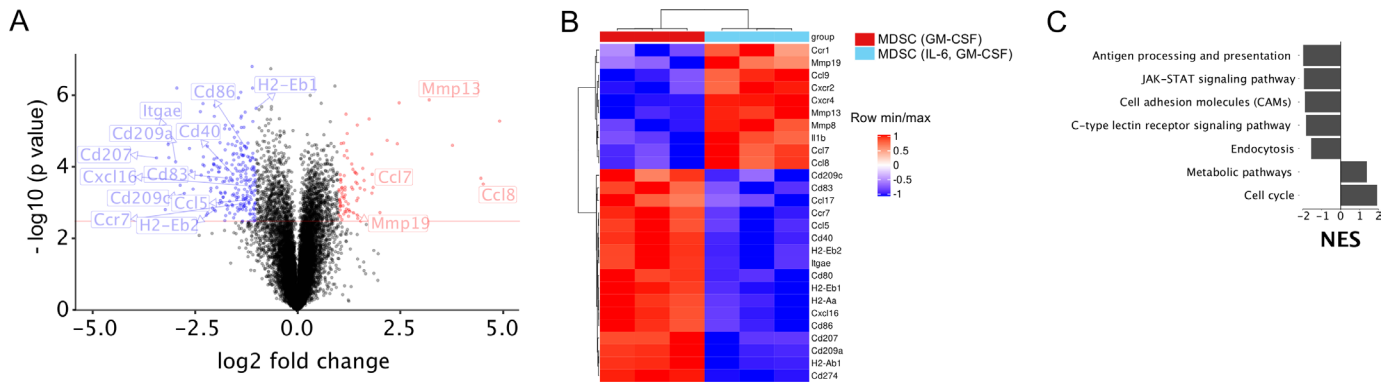 A
- log10 (p value)
6
4
2
0
-5.0
-2.5
0.0
2.5
5.0
log2 fold change
Cd86
H2-Eb1
Mmp13
Itgae
Cd209a
Cd40
Cd207
Cxcl16
Cd83
Ccl7
Ccl8
Cd209c
Ccl5
Ccr7
H2-Eb2
Mmp19
B
group
Ccr1
Mmp19
Ccl9
Cxcr2
Cxcr4
Mmp13
Mmp8
Il1b
Ccl7
Ccl8
Cd209c
Cd83
Ccl17
Ccr7
Ccl5
Cd40
H2-Eb2
Itgae
Cd80
H2-Eb1
H2-Aa
Cxcl16
Cd86
Cd207
Cd209a
H2-Ab1
Cd274
MDSC (GM-CSF)
MDSC (IL-6, GM-CSF)
Row min/max
1
0.5
0
-0.5
-1
C
Antigen processing and presentation
JAK-STAT signaling pathway
Cell adhesion molecules (CAMs)
C-type lectin receptor signaling pathway
Endocytosis
Metabolic pathways
Cell cycle
-2 -1 0 1 2
NES